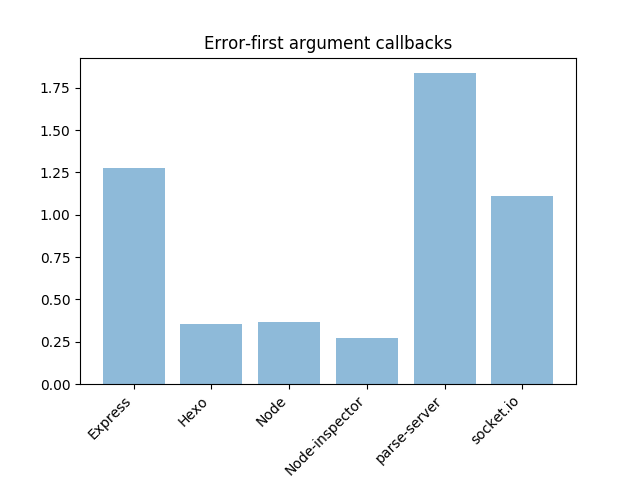 Error-first argument callbacks
1.75
1.50
1.25
1.00
0.75
0.50
0.25
0.00
Express
Hexo
Node
Node-inspector
parse-server
socket.io